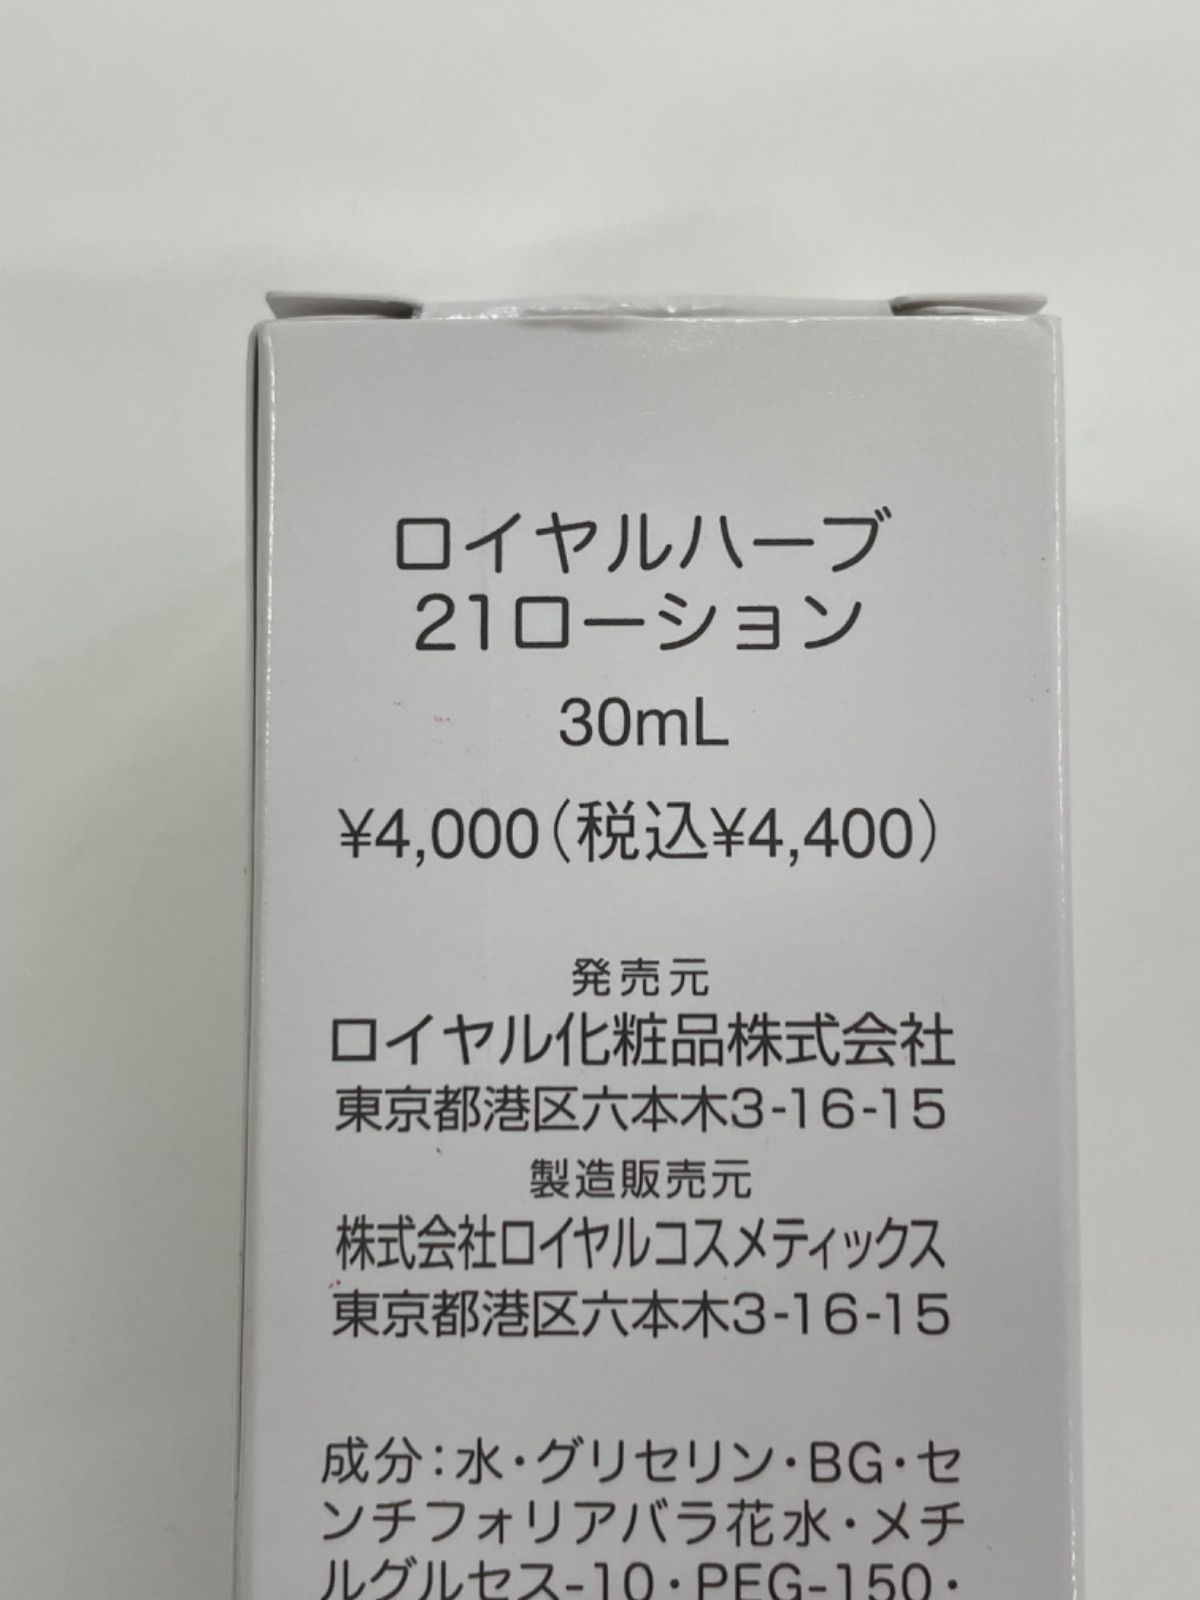 ロイヤルハーブ
21ローション
30mL
¥4,000(税込¥4,400)
発売元
ロイヤル化粧品株式会社
東京都港区六本木3-16-15
製造販売元
株式会社ロイヤルコスメティックス
東京都港区六本木3-16-15
成分:水・グリセリン・BG・セ
ンチフォリアバラ花水・メチ
ルグルセス-10・PEG-150・